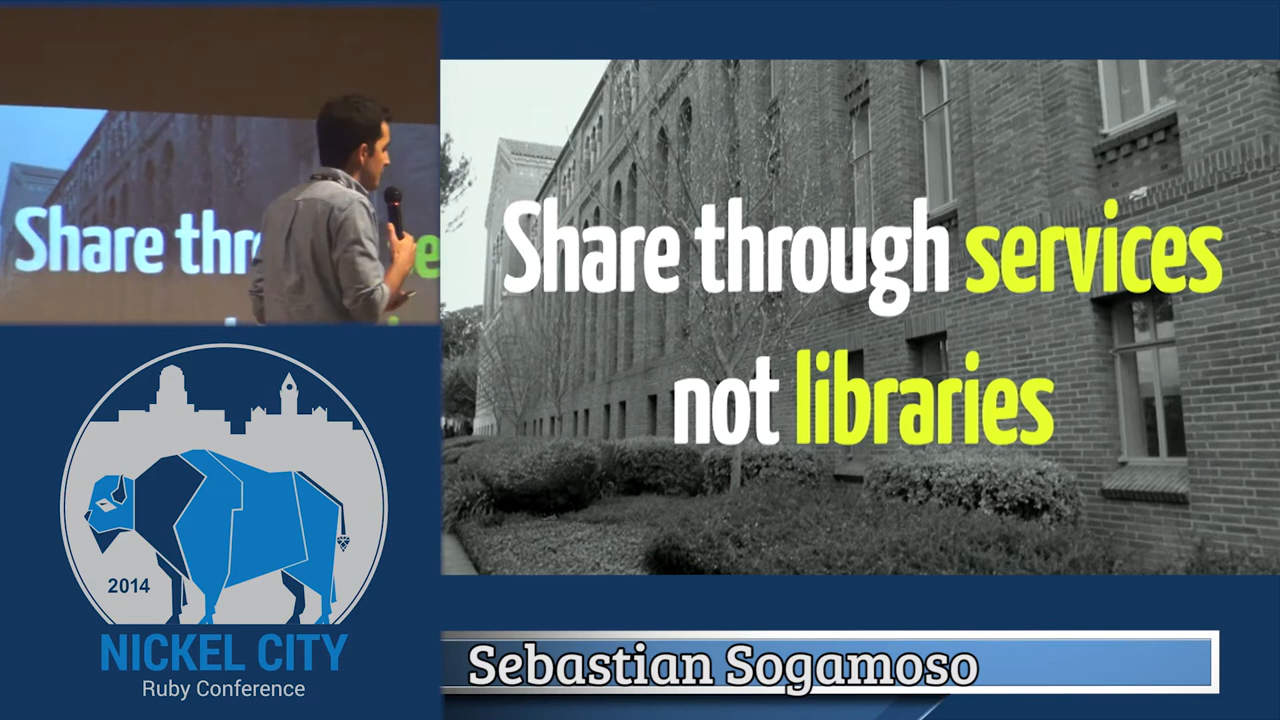 Share thr
e
Share through services
not libraries
2014
NICKEL CITY
Ruby Conference
Sebastian Sogamoso